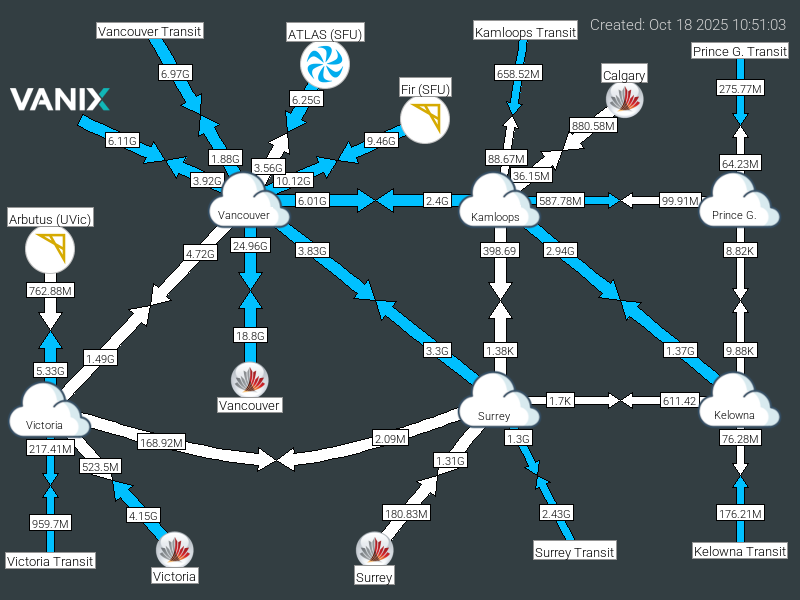 Created: Oct 18 2025 10:51:03
Vancouver Transit
ATLAS (SFU)
Kamloops Transit
Prince G. Transit
6.97G
658.52M
Calgary
275.77M
VANIX
6.25G
Fir (SFU)
880.58M
6.11G
9.46G
1.88G
3.56G
88.67M
64.23M
3.92G
10.12G
36.15M
6.01G
2.4G
587.78M
99.91M
Arbutus (UVic)
Vancouver
Kamloops
Prince G.
4.72G
24.96G
3.83G
398.69
2.94G
8.82K
762.88M
18.8G
1.49G
3.3G
1.38K
1.37G
9.88K
5.33G
Vancouver
1.7K
611.42
Victoria
Surrey
Kelowna
217.41M
168.92M
2.09M
1.3G
76.28M
523.5M
1.31G
959.7M
4.15G
180.83M
2.43G
176.21M
Victoria Transit
Victoria
Surrey
Surrey Transit
Kelowna Transit